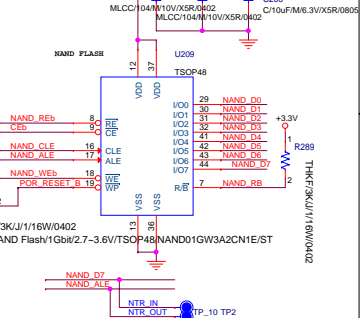 MLCC/104/M/10V/X5R/0402
MLCC/104/M/10V/X5R/0402
C/10uF/M/6.3V/X5R/0805
NAND FLASH
U209
TSOP48
12
37
VDD
VDD
I/O0 29 NAND_D0
I/O1 30 NAND_D1
I/O2 31 NAND_D2
I/O3 32 NAND_D3
I/O4 41 NAND_D4
I/O5 42 NAND_D5
I/O6 43 NAND_D6
I/O7 44 NAND_D7
NAND_REb 8 RE
CEb 9 CE
NAND_CLE 16 CLE
NAND_ALE 17 ALE
NAND_WEb 18 WE
POR_RESET_B 19 WP
R/B 7 NAND_RB
+3.3V
1
R289
2
THKF/3K/J/1/16W/0402
VSS
VSS
13
36
3K/J/1/16W/0402
AND Flash/1Gbit/2.7~3.6V/TSOP48/NAND01GW3A2CN1E/ST
NAND_D7
NAND_ALE
NTR_IN
NTR_OUT
TP_10 TP2